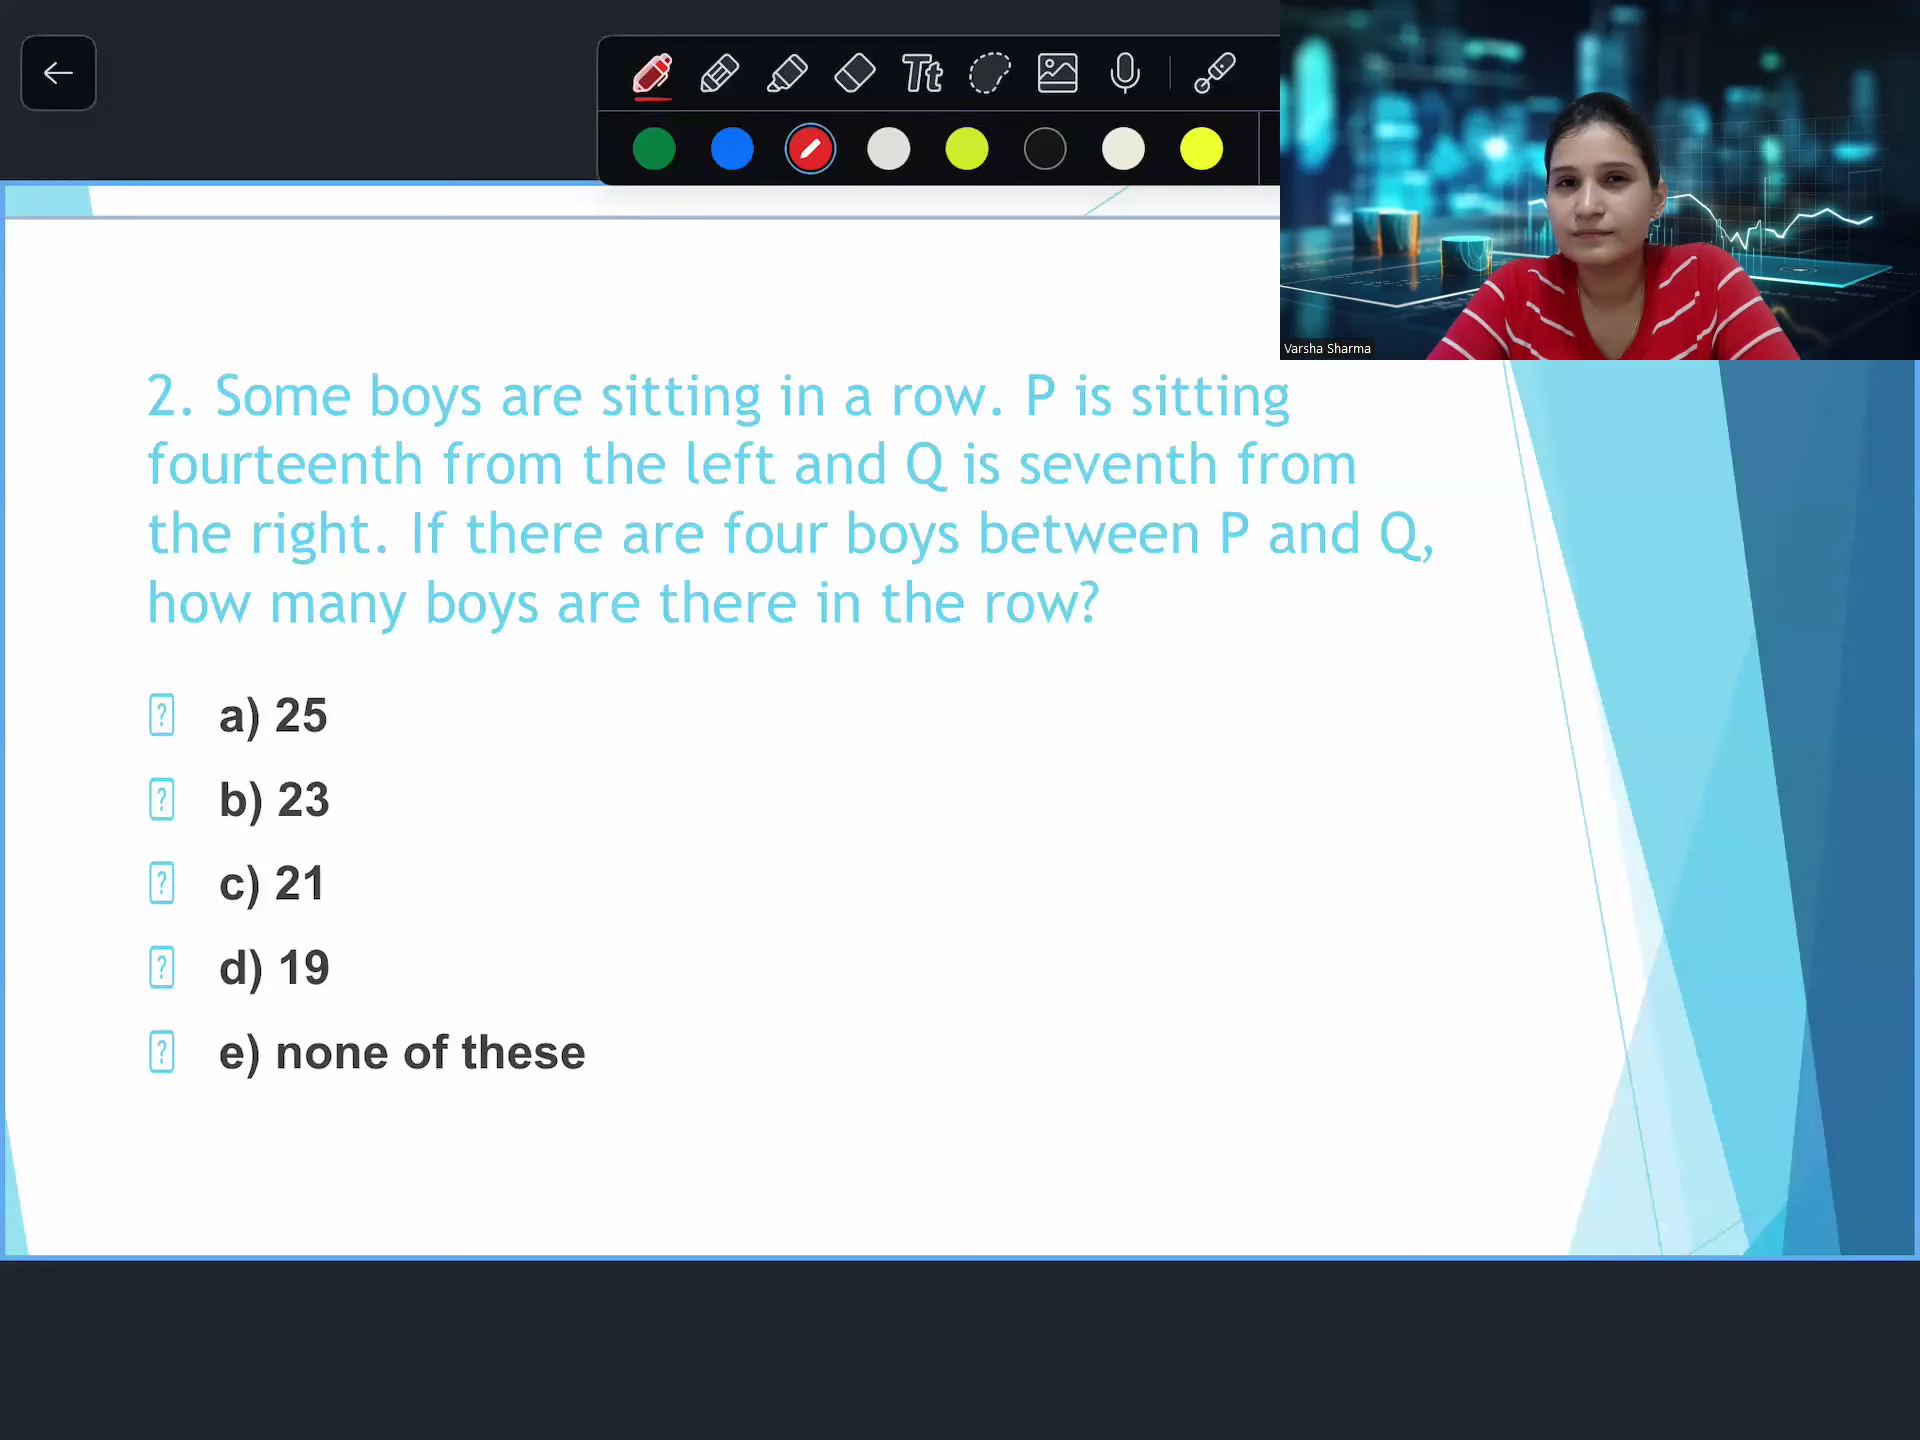 Tt
Varsha Sharma
2. Some boys are sitting in a row. P is sitting
fourteenth from the left and Q is seventh from
the right. If there are four boys between P and Q,
how many boys are there in the row?
a) 25
b) 23
c) 21
d) 19
e) none of these